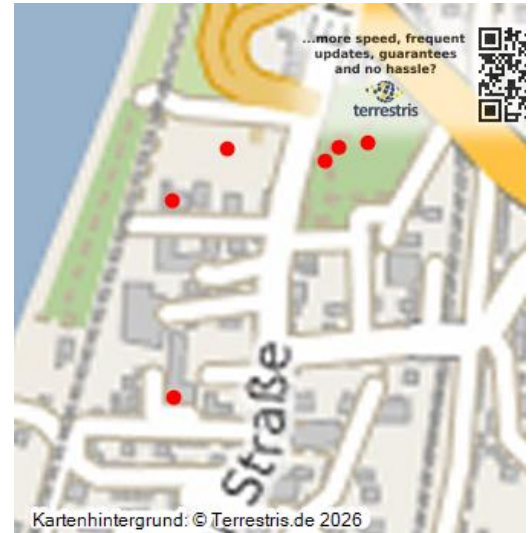 ...more speed, frequent
updates, guarantees
and no hassle?
terrestris
Straße
Kartenhintergrund: © Terrestris.de 2026